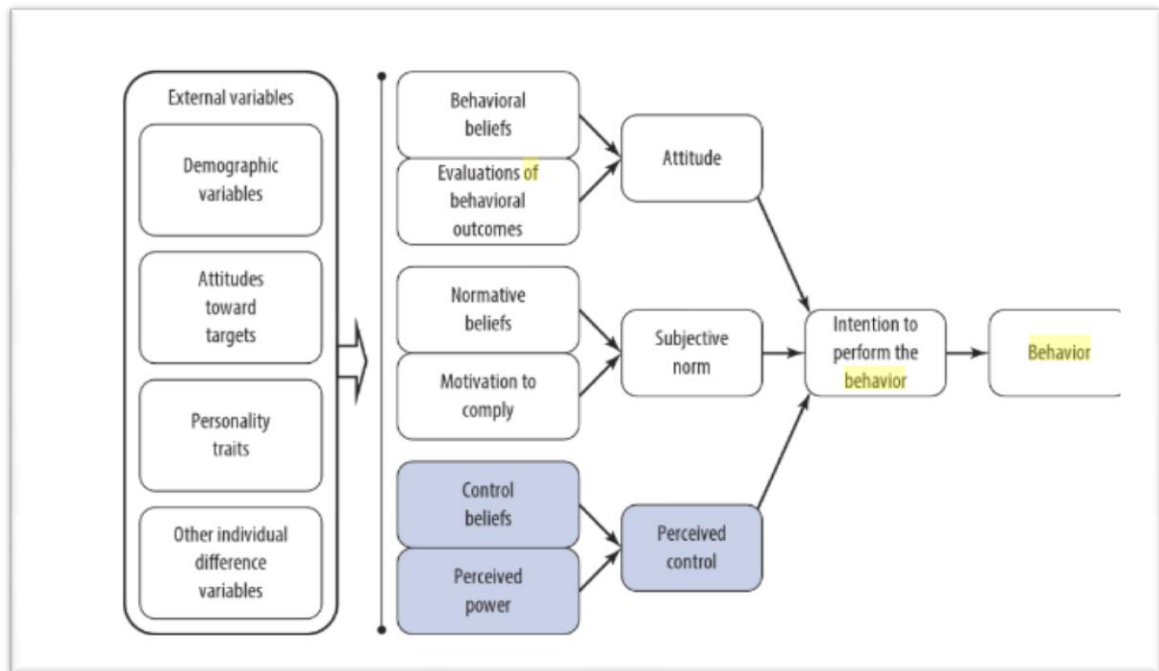 External variables
Demographic
variables
Attitudes
toward
targets
Personality
traits
Other individual
difference
variables
Behavioral
beliefs
Evaluations of
behavioral
outcomes
Normative
beliefs
Motivation to
comply
Control
beliefs
Perceived
power
Attitude
Subjective
norm
Perceived
control
Intention to
perform the
behavior
Behavior